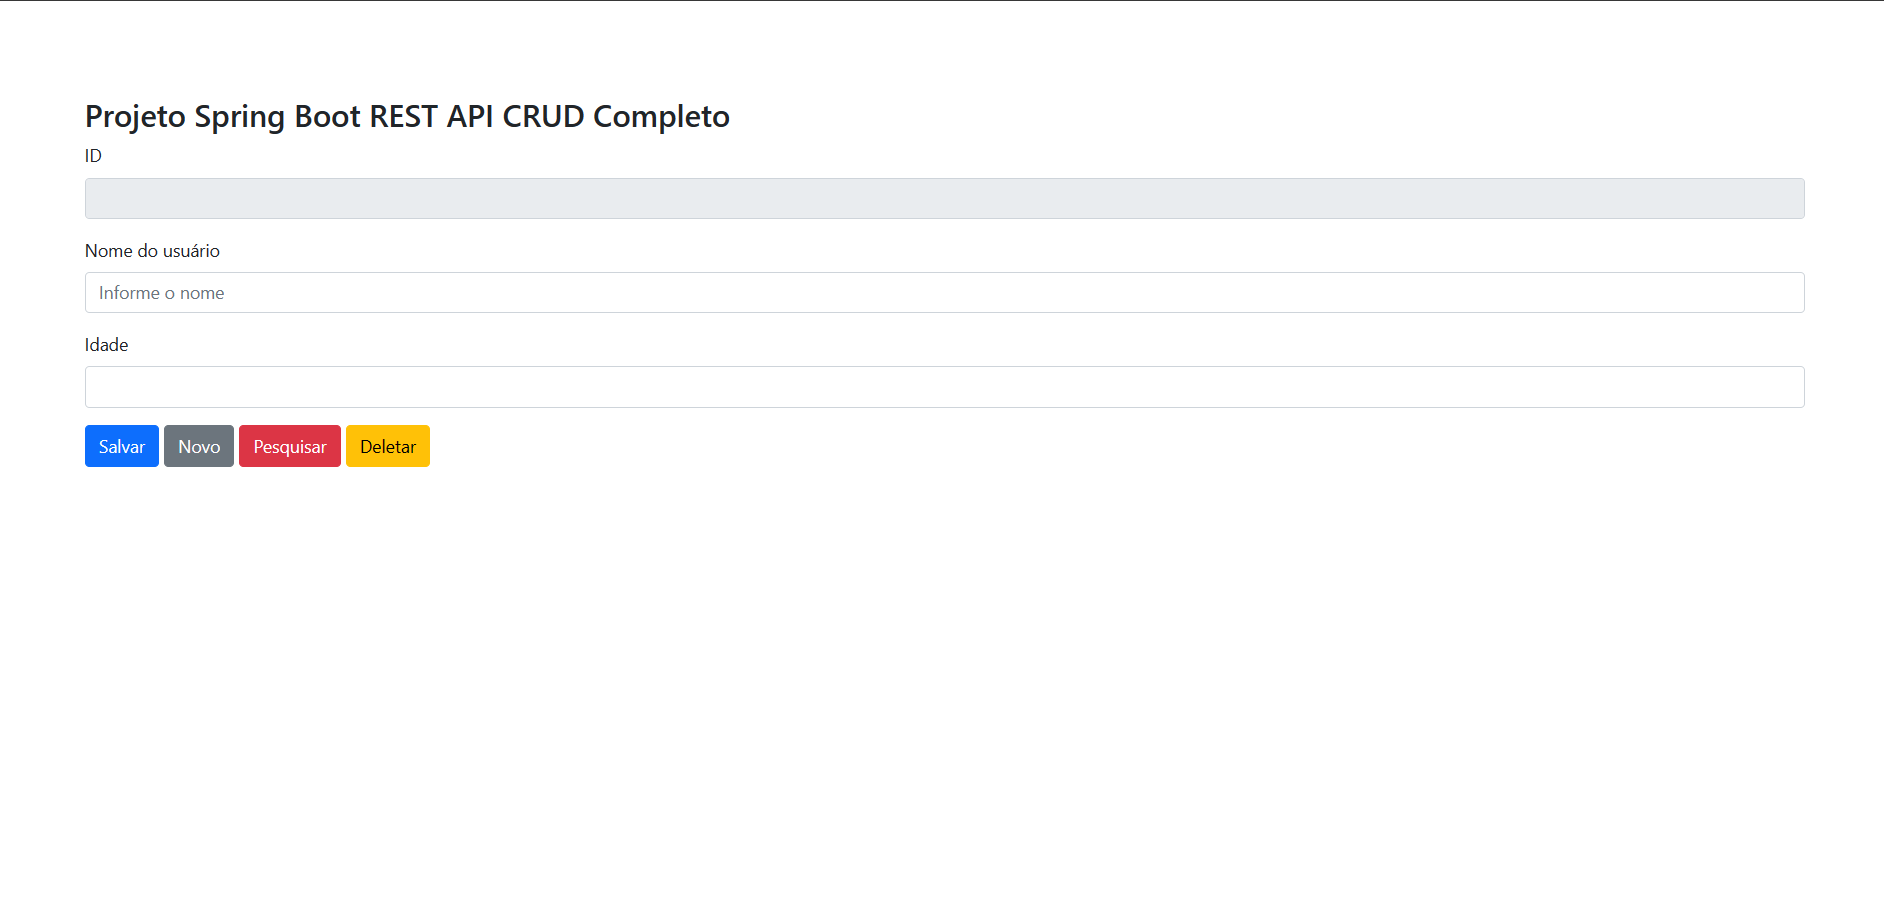 Projeto Spring Boot REST API CRUD Completo
ID
Nome do usuário
Informe o nome
Idade
Salvar Novo Pesquisar Deletar